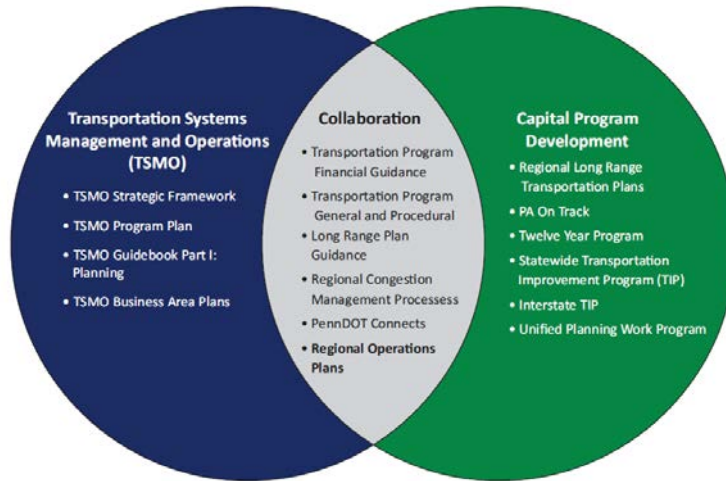 Transportation Systems
Management and Operations
(TSMO)
• TSMO Strategic Framework
• TSMO Program Plan
• TSMO Guidebook Part I:
Planning
• TSMO Business Area Plans
Collaboration
• Transportation Program
Financial Guidance
• Transportation Program
General and Procedural
• Long Range Plan
Guidance
• Regional Congestion
Management Processess
• PennDOT Connects
• Regional Operations
Plans
Capital Program
Development
• Regional Long Range
Transportation Plans
• PA On Track
• Twelve Year Program
• Statewide Transportation
Improvement Program (TIP)
• Interstate TIP
• Unified Planning Work Program